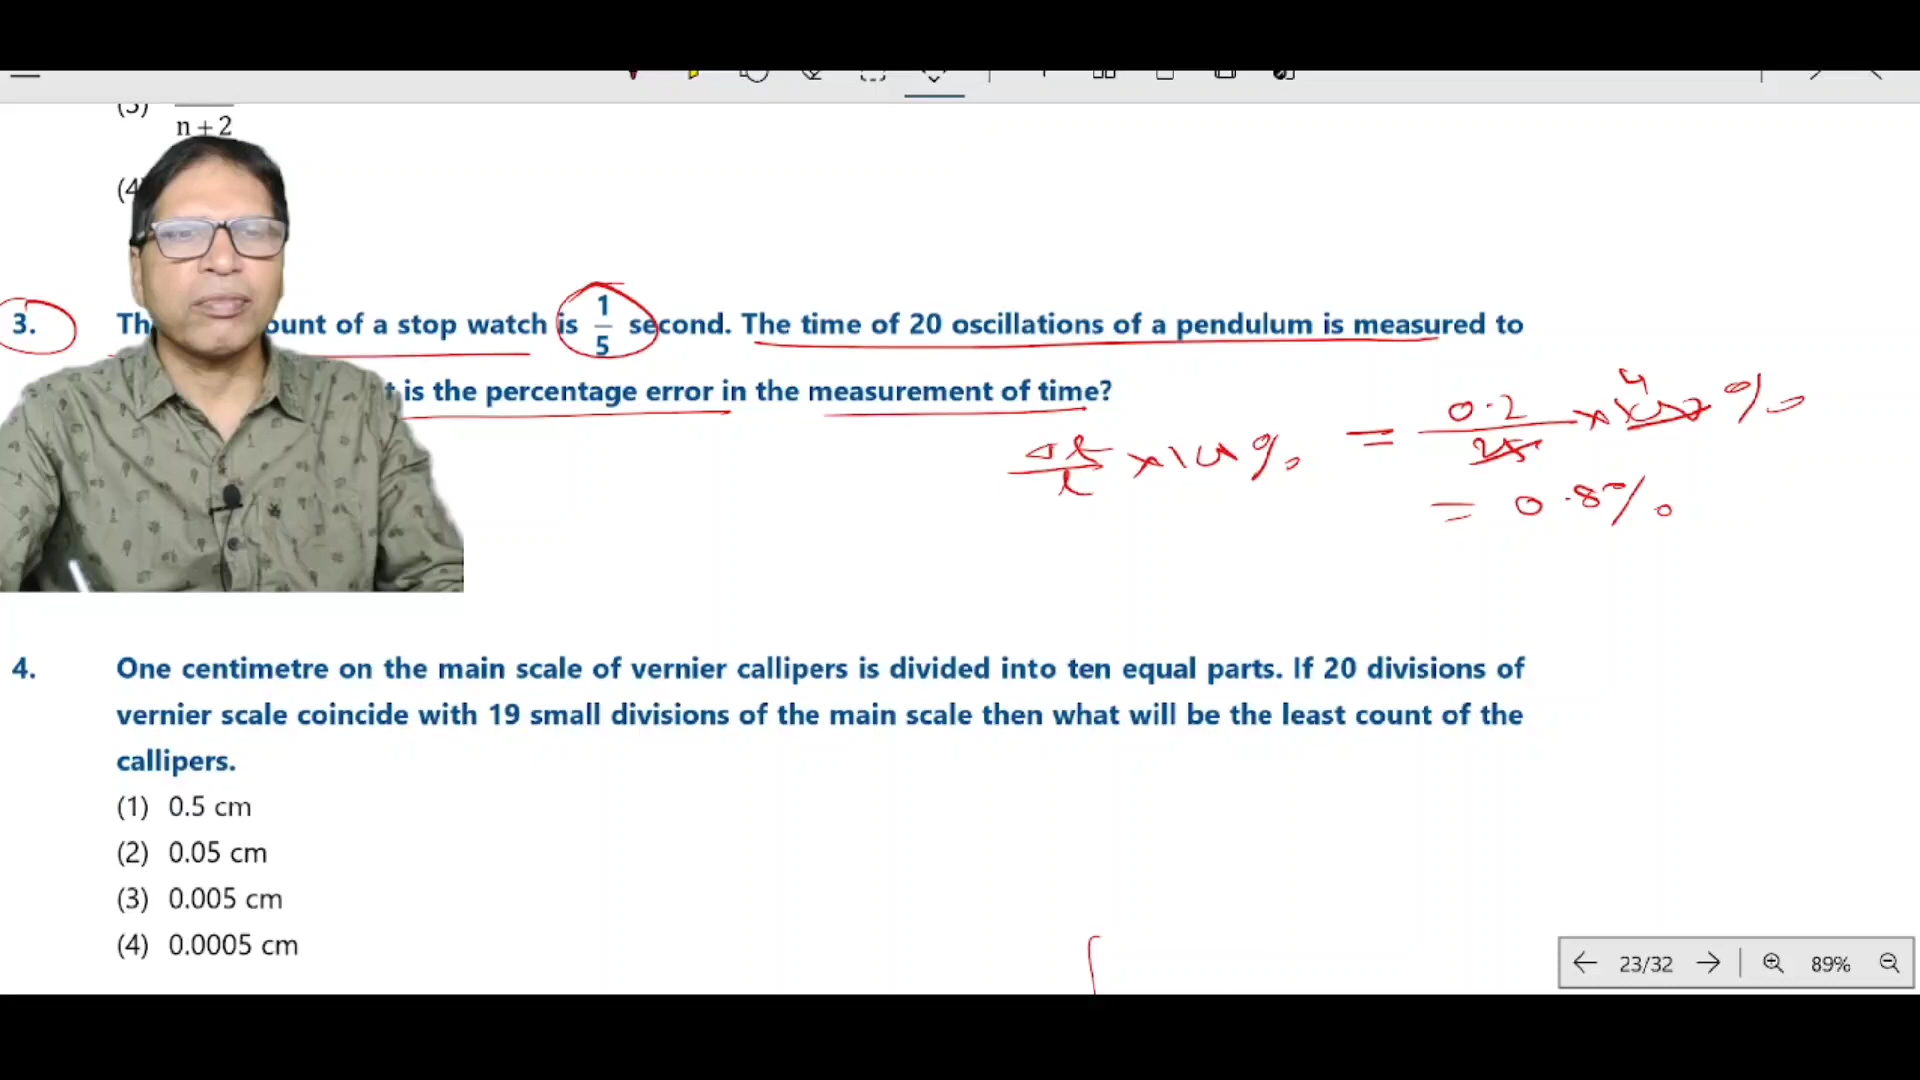 (3)
n + 2
(4
3. Th ount of a stop watch is 1/5 second. The time of 20 oscillations of a pendulum is measured to
t is the percentage error in the measurement of time?
Δt/t × 100 % = 0.2/25 × 100 4 %
= 0.8%
4. One centimetre on the main scale of vernier callipers is divided into ten equal parts. If 20 divisions of
vernier scale coincide with 19 small divisions of the main scale then what will be the least count of the
callipers.
(1) 0.5 cm
(2) 0.05 cm
(3) 0.005 cm
(4) 0.0005 cm
23/32 89%